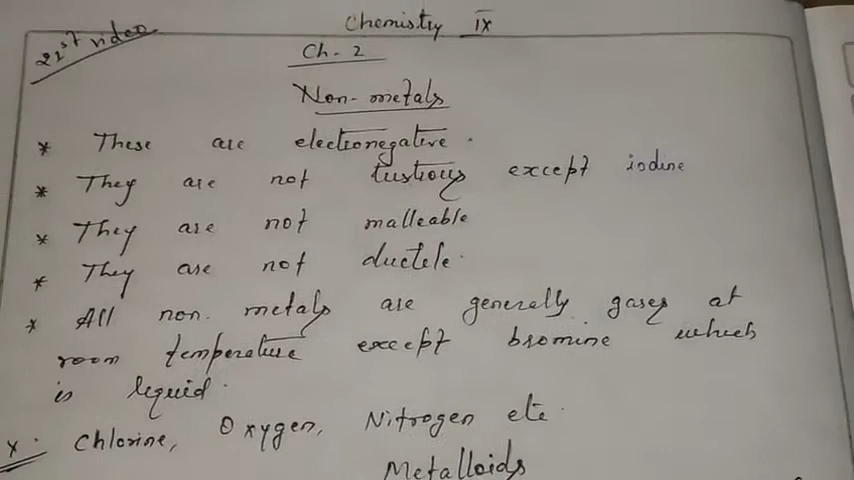 Chemistry IX
21st video
Ch. 2
Non-metals
* These are electronegative.
* They are not lustrous except iodine
* They are not malleable
* They are not ductele.
* All non. metals are generally gases at
room temperature except bromine which
is liquid.
x. Chlorine, Oxygen, Nitrogen etc.
Metalloids